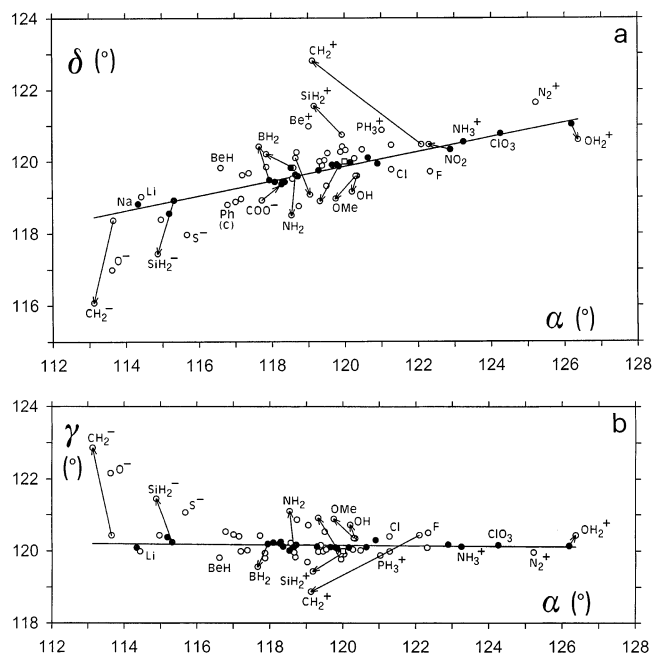 124
a
δ (°)
CH2+
122
SiH2+
N2+
Be+
PH3+
NH3+
BH2
OH2+
ClO3
BeH
NO2
120
Cl
F
Na
Li
OH
Ph
(C)
COO−
OMe
NH2
118
S−
O−
SiH2−
CH2−
116
α (°)
112 114 116 118 120 122 124 126 128
124
b
γ
(°)
CH2−
O−
122
SiH2−
S−
NH2
OMe
OH
Cl
F
OH2+
ClO3
120
Li
BeH
BH2
SiH2+
PH3+
NH3+
N2+
CH2+
α (°)
118
112 114 116 118 120 122 124 126 128